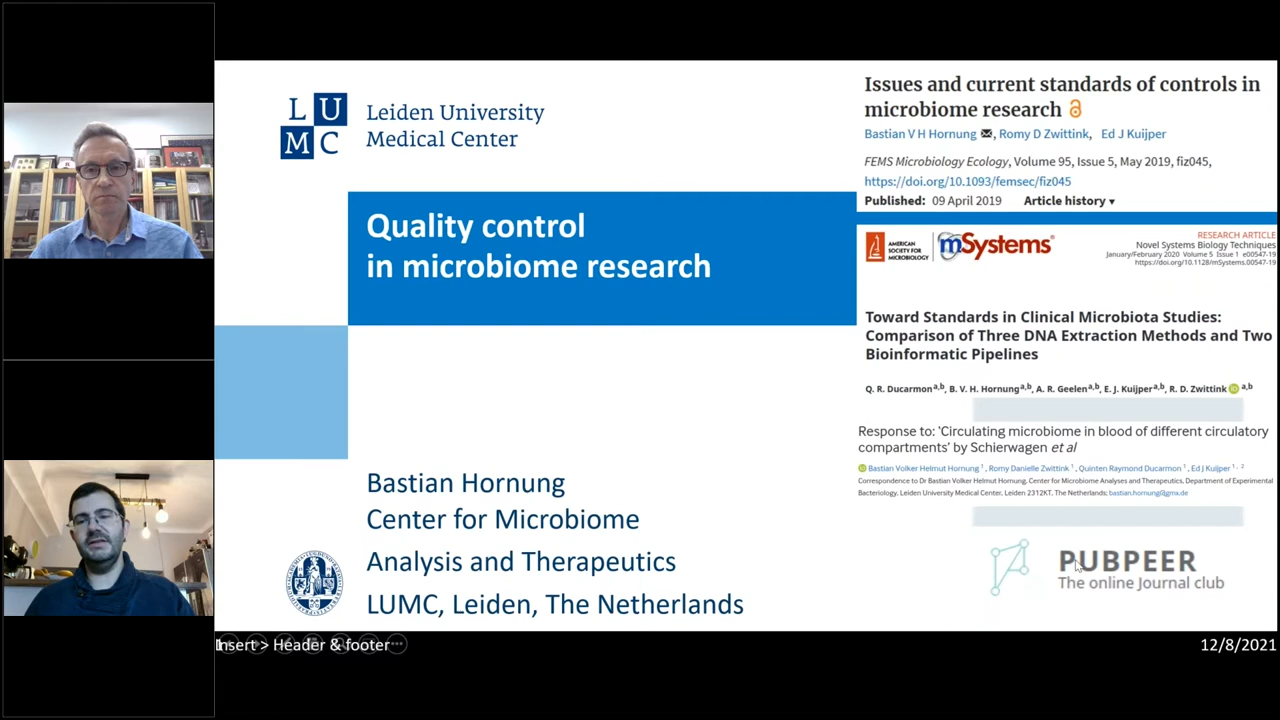 LUMC
Leiden University
Medical Center
Quality control
in microbiome research
Bastian Hornung
Center for Microbiome
Analysis and Therapeutics
LUMC, Leiden, The Netherlands
Issues and current standards of controls in
microbiome research
Bastian V H Hornung, Romy D Zwittink, Ed J Kuijper
FEMS Microbiology Ecology, Volume 95, Issue 5, May 2019, fiz045,
https://doi.org/10.1093/femsec/fiz045
Published: 09 April 2019 Article history ▾
AMERICAN
SOCIETY FOR
MICROBIOLOGY
mSystems®
RESEARCH ARTICLE
Novel Systems Biology Techniques
January/February 2020 Volume 5 Issue 1 e00547-19
https://doi.org/10.1128/mSystems.00547-19
Toward Standards in Clinical Microbiota Studies:
Comparison of Three DNA Extraction Methods and Two
Bioinformatic Pipelines
Q. R. Ducarmon,a,b B. V. H. Hornung,a,b A. R. Geelen,a,b E. J. Kuijper,a,b R. D. Zwittink a,b
Response to: 'Circulating microbiome in blood of different circulatory
compartments' by Schierwagen et al
Bastian Volker Helmut Hornung 1, Romy Danielle Zwittink 1, Quinten Raymond Ducarmon 1, Ed J Kuijper 1, 2
Correspondence to Dr Bastian Volker Helmut Hornung, Center for Microbiome Analyses and Therapeutics, Department of Experimental
Bacteriology, Leiden University Medical Center, Leiden 2312KT, The Netherlands; bastian.hornung@gmx.de
PUBPEER
The online Journal club
Insert > Header & footer
12/8/2021